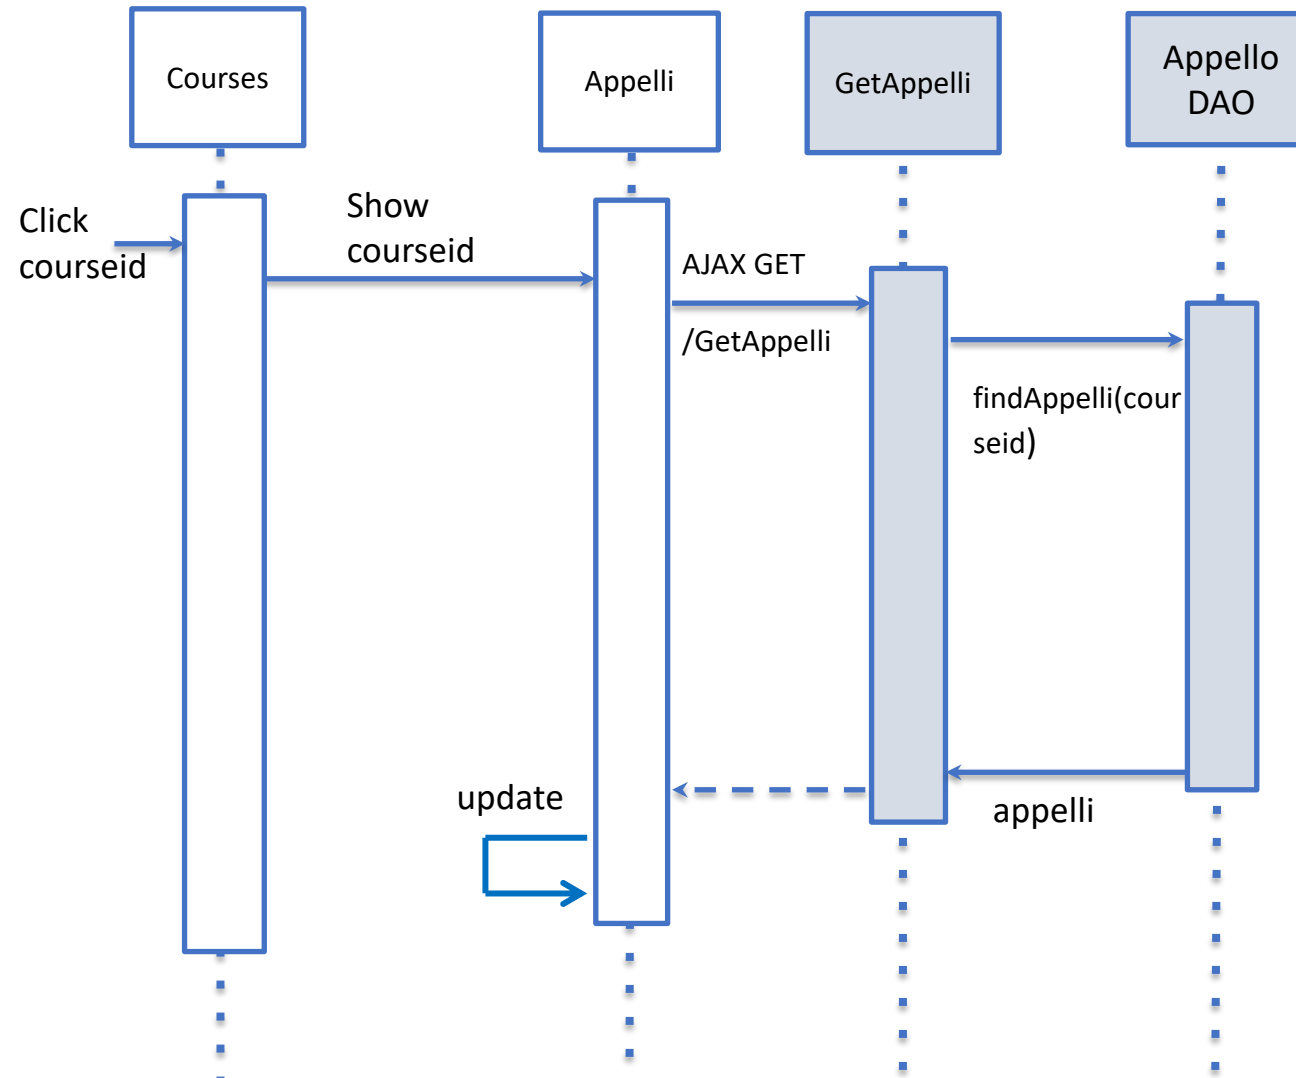 Courses
Appelli
GetAppelli
Appello
DAO
Click
courseid
Show
courseid
AJAX GET
/GetAppelli
findAppelli(cour
seid)
update
appelli